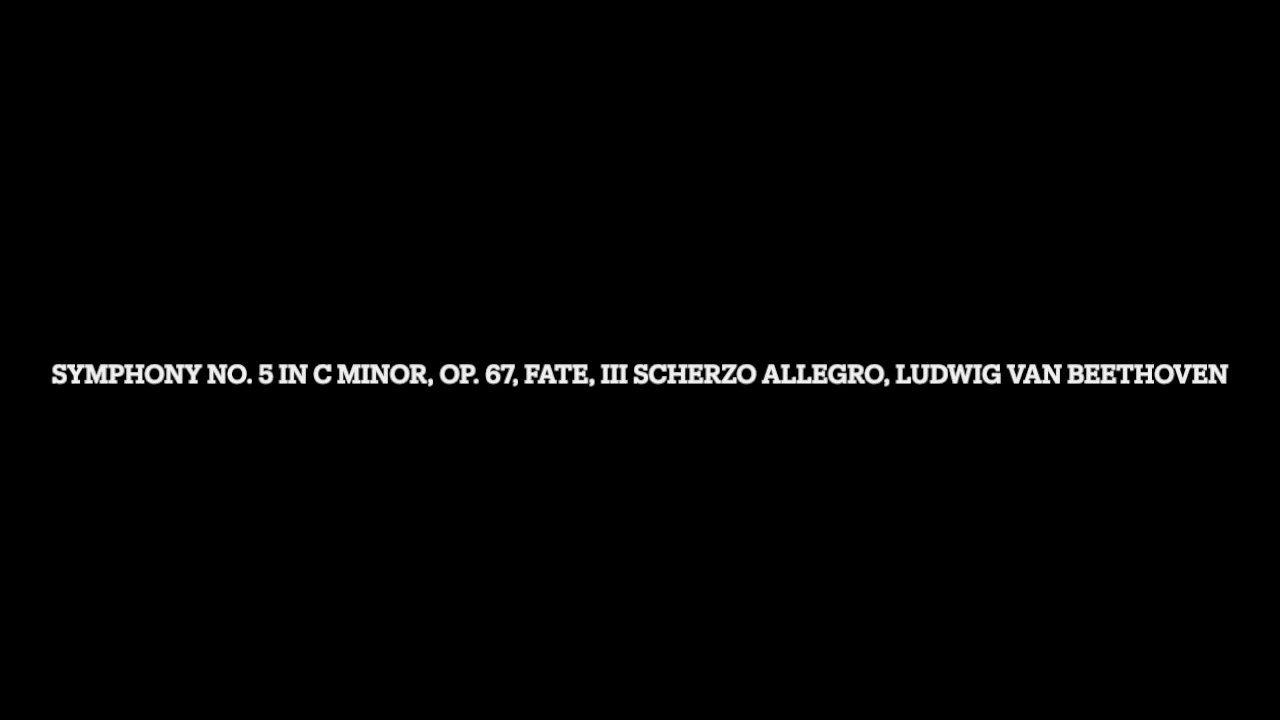 SYMPHONY NO. 5 IN C MINOR, OP. 67, FATE, III SCHERZO ALLEGRO, LUDWIG VAN BEETHOVEN